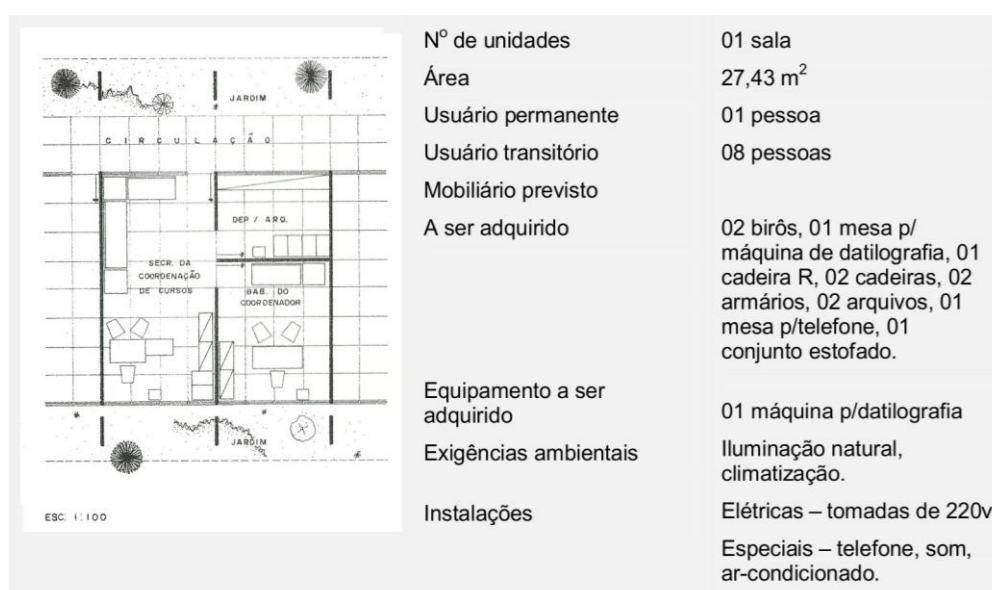 JARDIM
CIRCULAÇÃO
DEP / ARQ.
SECR. DA
COORDENAÇÃO
DE CURSOS
GAB. DO
COORDENADOR
JARDIM
ESC. 1:100
Nº de unidades 01 sala
Área 27,43 m²
Usuário permanente 01 pessoa
Usuário transitório 08 pessoas
Mobiliário previsto
A ser adquirido 02 birôs, 01 mesa p/
máquina de datilografia, 01
cadeira R, 02 cadeiras, 02
armários, 02 arquivos, 01
mesa p/telefone, 01
conjunto estofado.
Equipamento a ser
adquirido 01 máquina p/datilografia
Exigências ambientais Iluminação natural,
climatização.
Instalações Elétricas – tomadas de 220v
Especiais – telefone, som,
ar-condicionado.